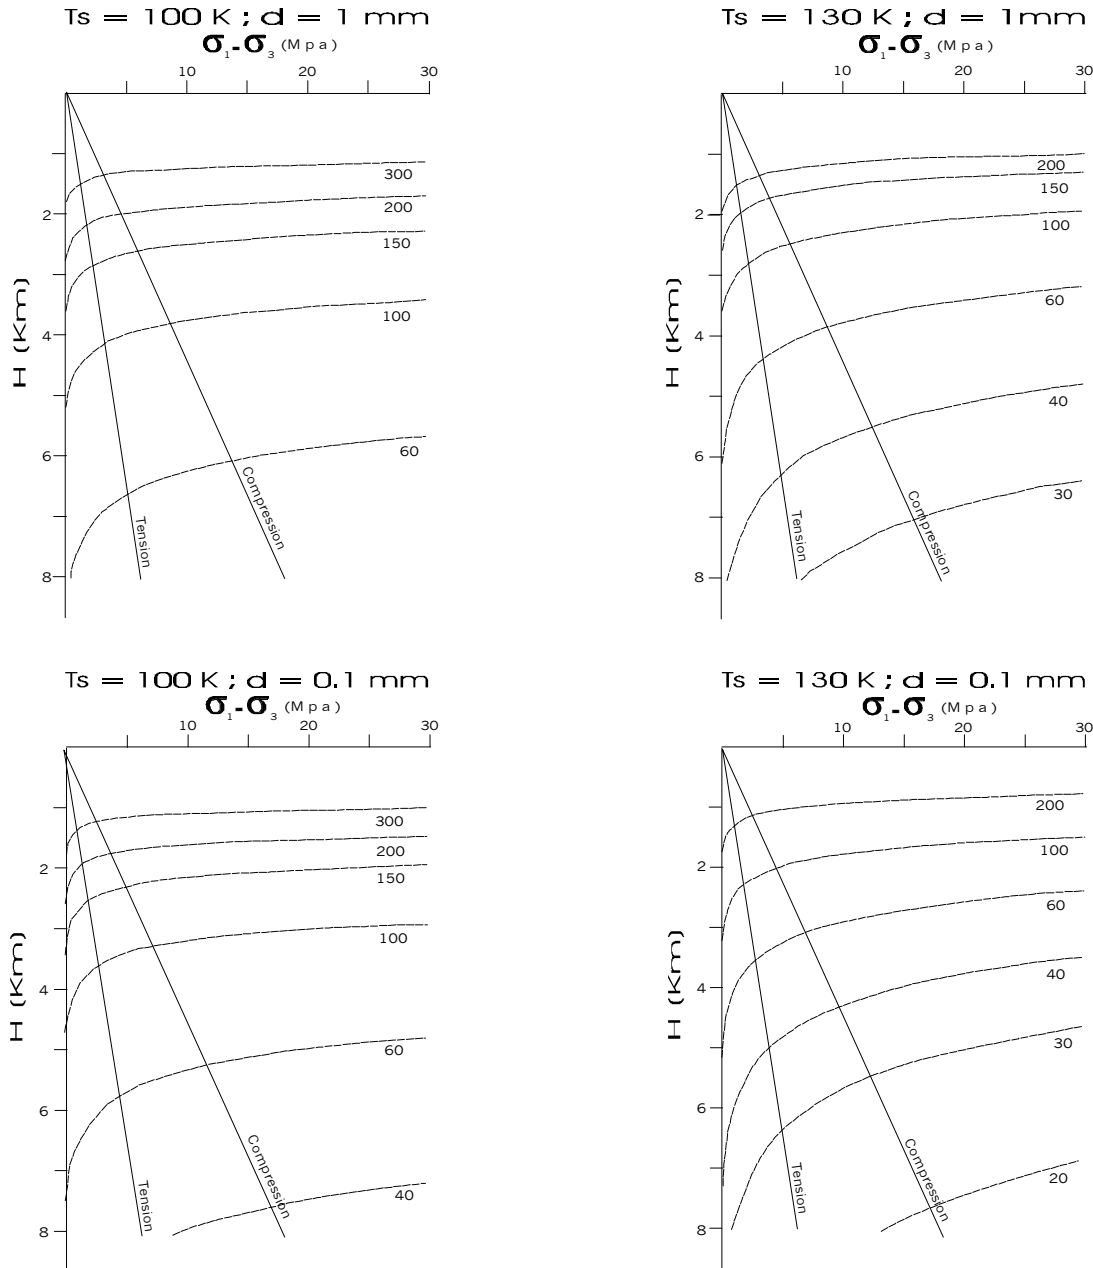 Ts = 100 K ; d = 1 mm
σ₁-σ₃ (Mpa)
10 20 30
300
200
2
150
H (Km)
100
4
60
6
Compression
Tension
8
Ts = 130 K ; d = 1mm
σ₁-σ₃ (Mpa)
10 20 30
200
150
2
100
60
H (Km)
4
40
6
30
Compression
Tension
8
Ts = 100 K ; d = 0.1 mm
σ₁-σ₃ (Mpa)
10 20 30
300
200
2
150
100
H (Km)
4
60
6
Compression
Tension
40
8
Ts = 130 K ; d = 0.1 mm
σ₁-σ₃ (Mpa)
10 20 30
200
100
2
60
40
H (Km)
4
30
6
Compression
Tension
20
8